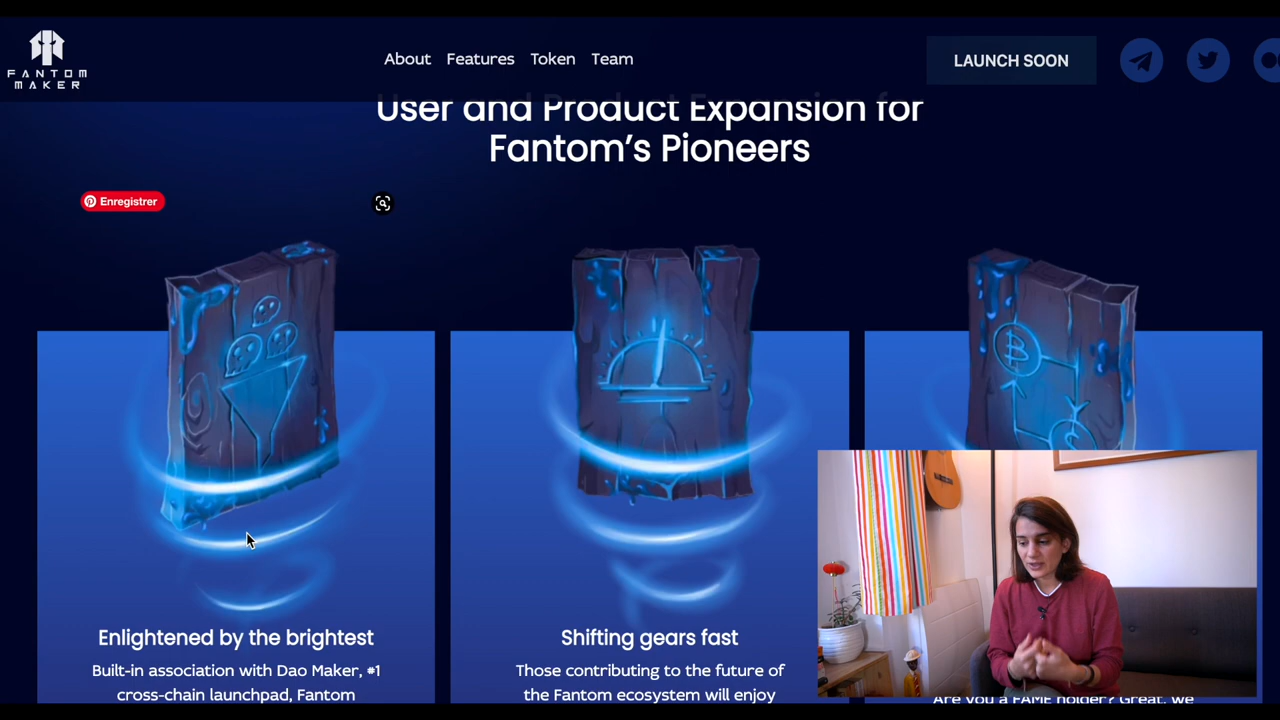 FANTOM
MAKER
About Features Token Team
LAUNCH SOON
User and Product Expansion for
Fantom's Pioneers
Enregistrer
Enlightened by the brightest
Built-in association with Dao Maker, #1
cross-chain launchpad, Fantom
Shifting gears fast
Those contributing to the future of
the Fantom ecosystem will enjoy
Are you a FAME holder? Great, we